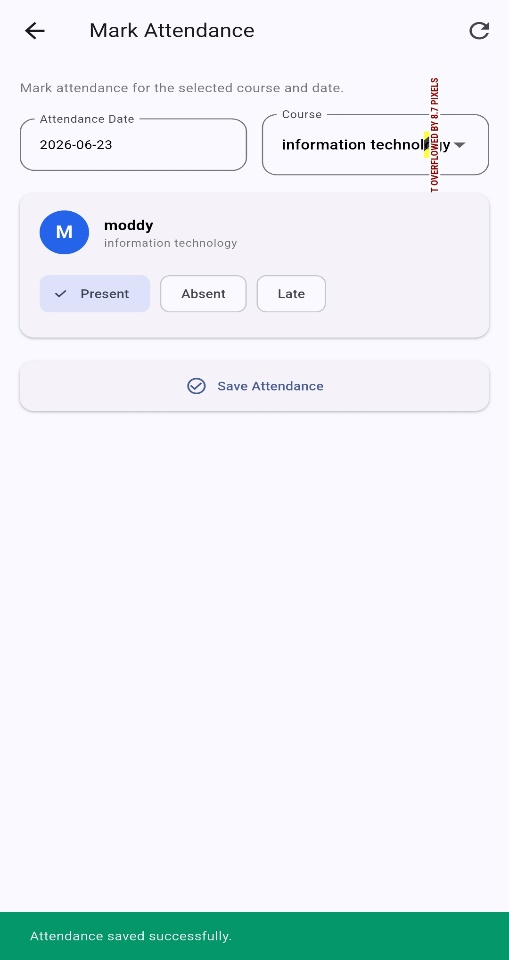 Mark Attendance
Mark attendance for the selected course and date.
Attendance Date
2026-06-23
Course
information technology
T OVERFLOWED BY 8.7 PIXELS
M
moddy
information technology
Present
Absent
Late
Save Attendance
Attendance saved successfully.